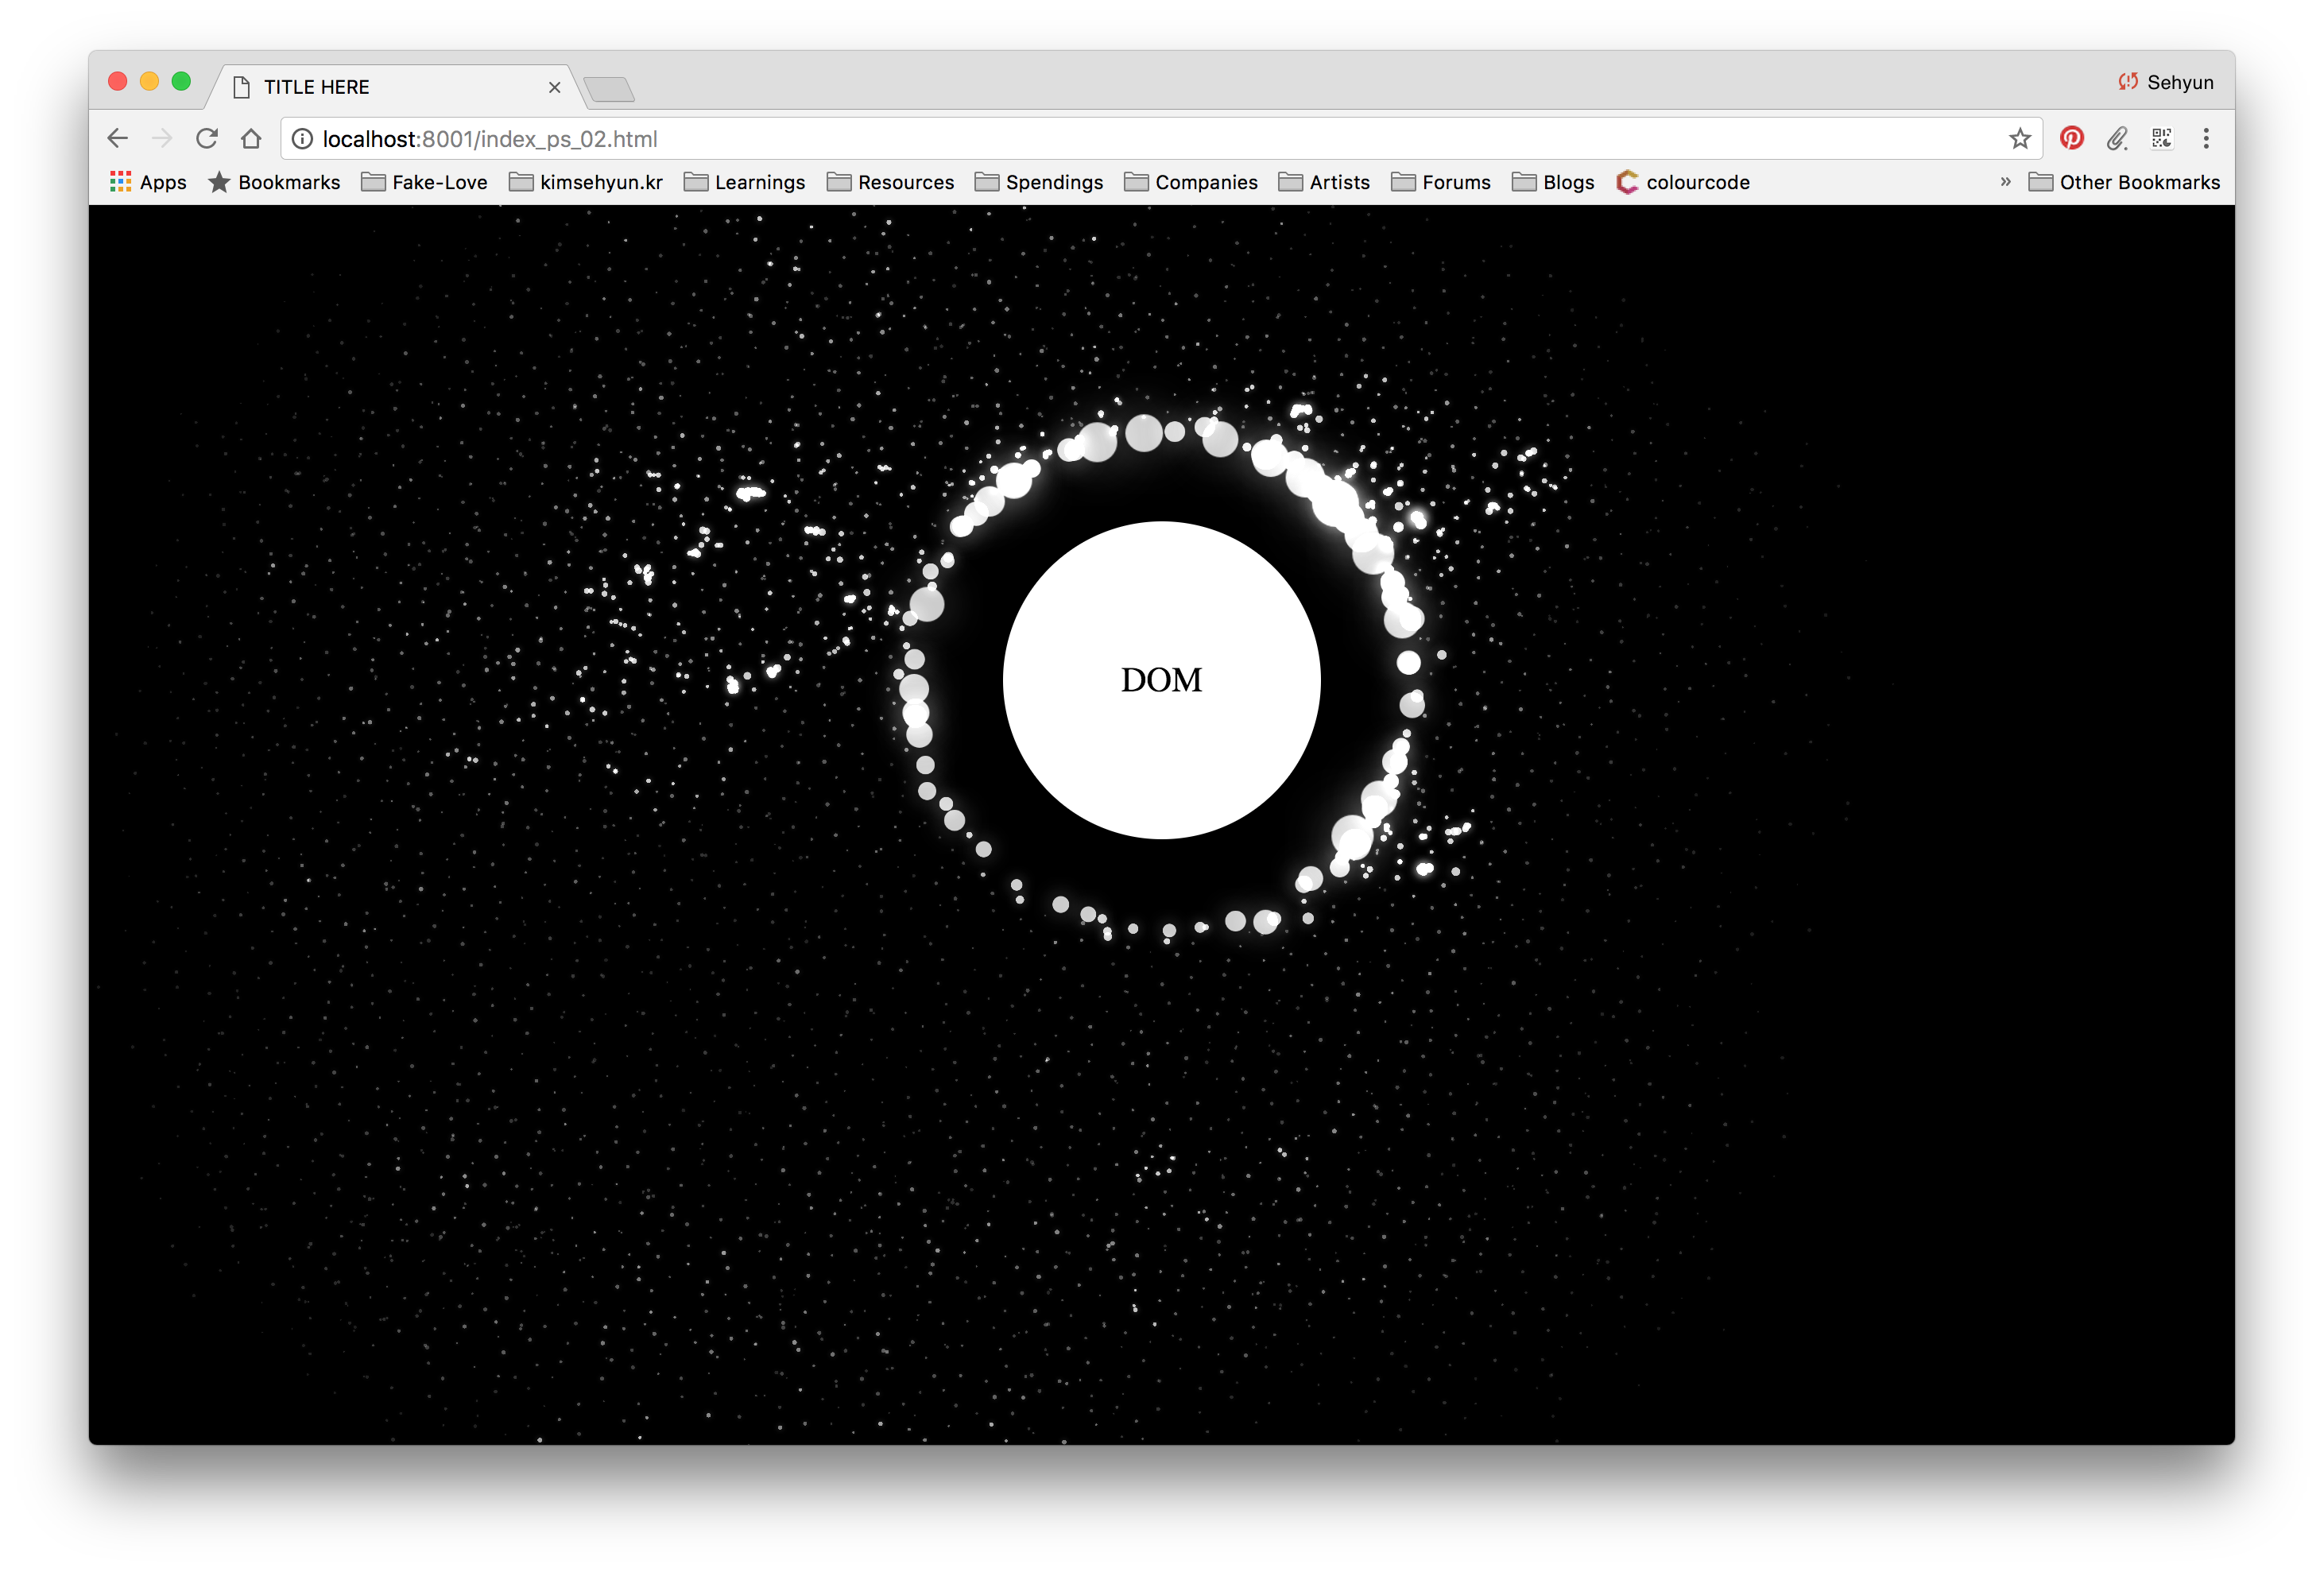 TITLE HERE
Sehyun
localhost:8001/index_ps_02.html
Apps Bookmarks Fake-Love kimsehyun.kr Learnings Resources Spendings Companies Artists Forums Blogs colourcode » Other Bookmarks
DOM